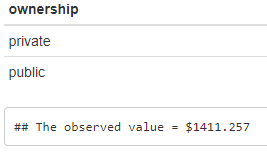 ownership
private
public
## The observed value = $1411.257